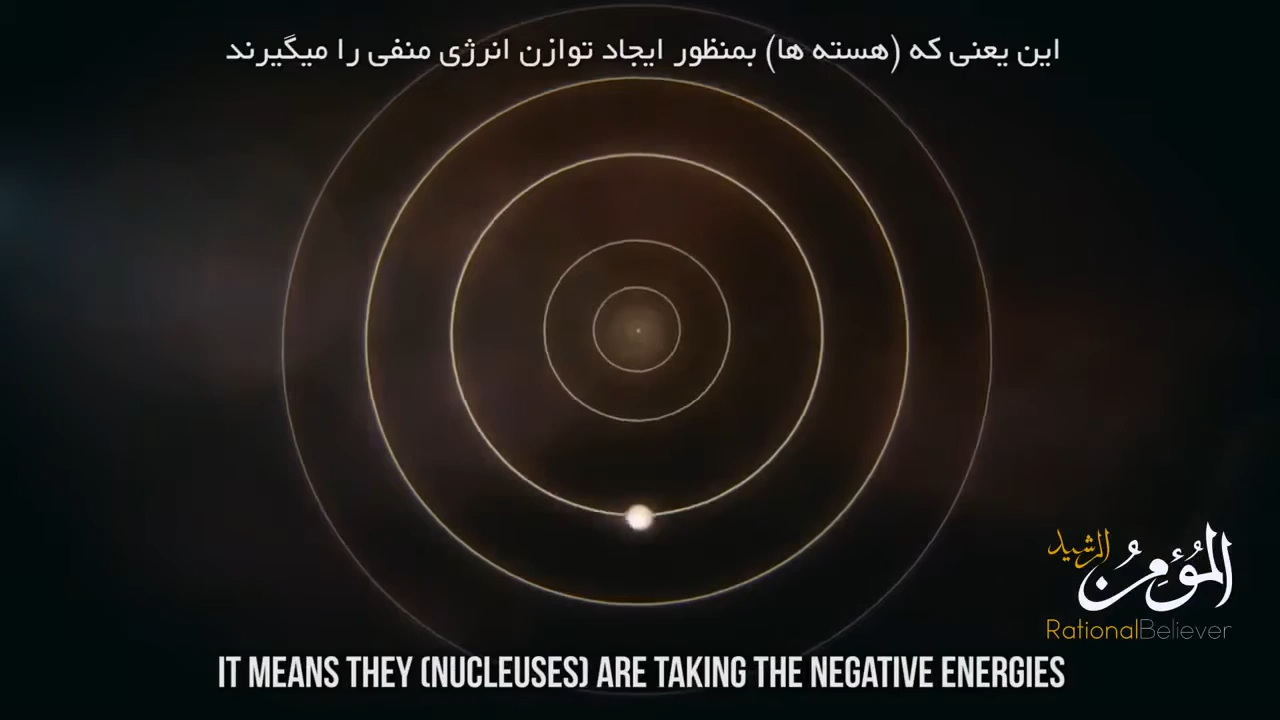 این یعنی که (هسته ها) بمنظور ایجاد توازن انرژی منفی را میگیرند
المؤمن الرشيد
RationalBeliever
IT MEANS THEY (NUCLEUSES) ARE TAKING THE NEGATIVE ENERGIES